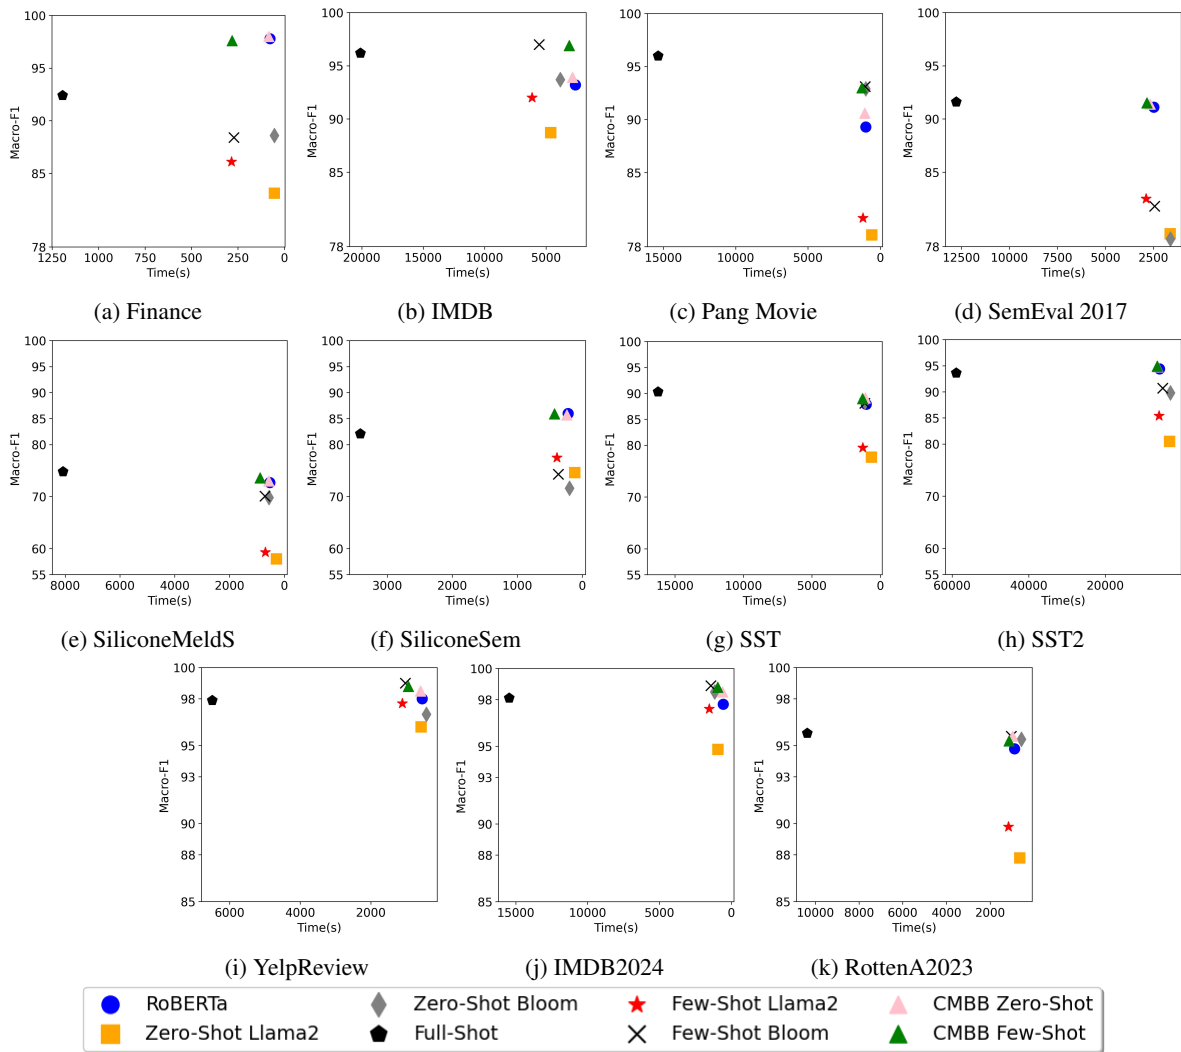 100
95
90
85
78
Macro-F1
1250 1000 750 500 250 0
Time(s)
(a) Finance
100
95
90
85
78
Macro-F1
20000 15000 10000 5000
Time(s)
(b) IMDB
100
95
90
85
78
Macro-F1
15000 10000 5000 0
Time(s)
(c) Pang Movie
100
95
90
85
78
Macro-F1
12500 10000 7500 5000 2500
Time(s)
(d) SemEval 2017
100
95
90
85
80
70
60
55
Macro-F1
8000 6000 4000 2000 0
Time(s)
(e) SiliconeMeldS
100
95
90
85
80
70
60
55
Macro-F1
3000 2000 1000 0
Time(s)
(f) SiliconeSem
100
95
90
85
80
70
60
55
Macro-F1
15000 10000 5000 0
Time(s)
(g) SST
100
95
90
85
80
70
60
55
Macro-F1
60000 40000 20000
Time(s)
(h) SST2
100
98
95
93
90
88
85
Macro-F1
6000 4000 2000
Time(s)
(i) YelpReview
100
98
95
93
90
88
85
Macro-F1
15000 10000 5000 0
Time(s)
(j) IMDB2024
100
98
95
93
90
88
85
Macro-F1
10000 8000 6000 4000 2000
Time(s)
(k) RottenA2023
RoBERTa Zero-Shot Bloom Few-Shot Llama2 CMBB Zero-Shot
Zero-Shot Llama2 Full-Shot Few-Shot Bloom CMBB Few-Shot